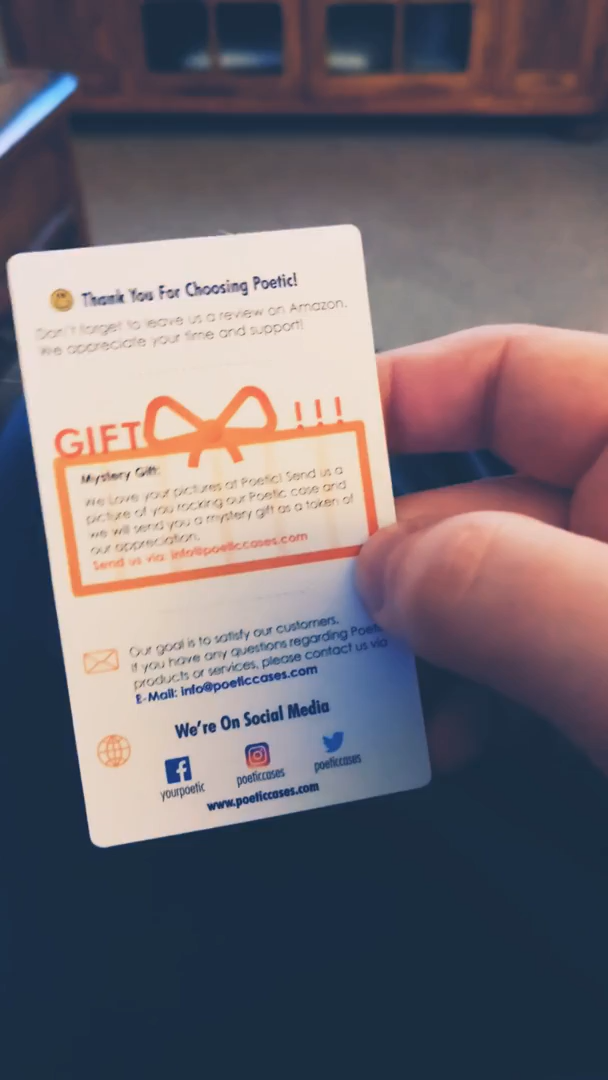 Thank You For Choosing Poetic!
Don't forget to leave us a review on Amazon.
We appreciate your time and support!
GIFT !!!
Mystery Gift:
We Love your pictures at Poetic! Send us a
picture of you rocking our Poetic case and
we will send you a mystery gift as a token of
our appreciation.
Send us via: info@poeticcases.com
Our goal is to satisfy our customers.
If you have any questions regarding Poetic
products or services, please contact us via
E-Mail: info@poeticcases.com
We're On Social Media
yourpoetic poeticcases poeticcases
www.poeticcases.com